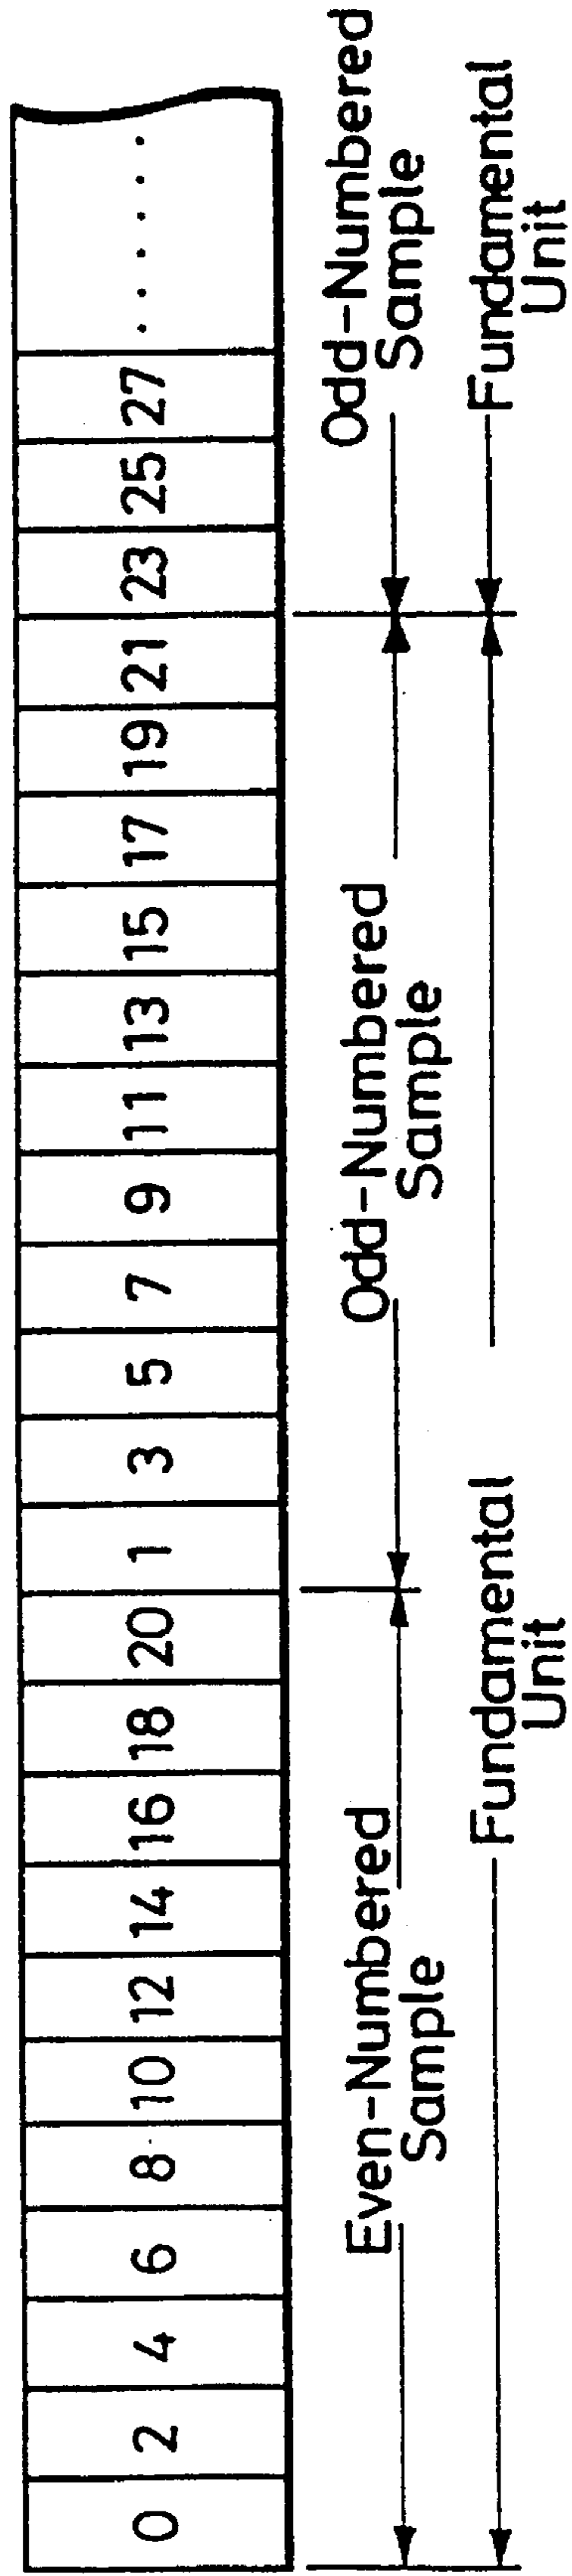 0 2 4 6 8 10 12 14 16 18 20 1 3 5 7 9 11 13 15 17 19 21 23 25 27 ......
Even-Numbered
Sample
Odd-Numbered
Sample
Odd-Numbered
Sample
Fundamental
Unit
Fundamental
Unit